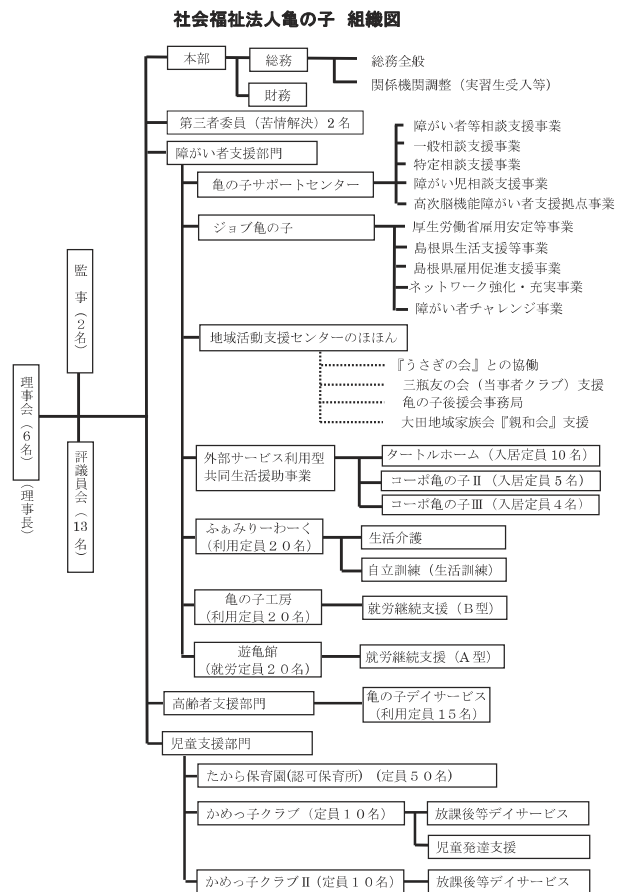 社会福祉法人亀の子 組織図
本部
総務
総務全般
関係機関調整（実習生受入等）
財務
第三者委員（苦情解決）2名
障がい者支援部門
亀の子サポートセンター
障がい者等相談支援事業
一般相談支援事業
特定相談支援事業
障がい児相談支援事業
高次脳機能障がい者支援拠点事業
ジョブ亀の子
厚生労働省雇用安定等事業
島根県生活支援等事業
島根県雇用促進支援事業
ネットワーク強化・充実事業
障がい者チャレンジ事業
監事（2名）
理事会（6名）（理事長）
評議員会（13名）
地域活動支援センターのほほん
『うさぎの会』との協働
三瓶友の会（当事者クラブ）支援
亀の子後援会事務局
大田地域家族会『親和会』支援
外部サービス利用型
共同生活援助事業
タートルホーム（入居定員10名）
コーポ亀の子Ⅱ（入居定員5名）
コーポ亀の子Ⅲ（入居定員4名）
ふぁみりーわーく
（利用定員20名）
生活介護
自立訓練（生活訓練）
亀の子工房
（利用定員20名）
就労継続支援（B型）
遊亀館
（就労定員20名）
就労継続支援（A型）
高齢者支援部門
亀の子デイサービス
（利用定員15名）
児童支援部門
たから保育園(認可保育所)　(定員50名)
かめっ子クラブ（定員10名）
放課後等デイサービス
児童発達支援
かめっ子クラブⅡ（定員10名）
放課後等デイサービス